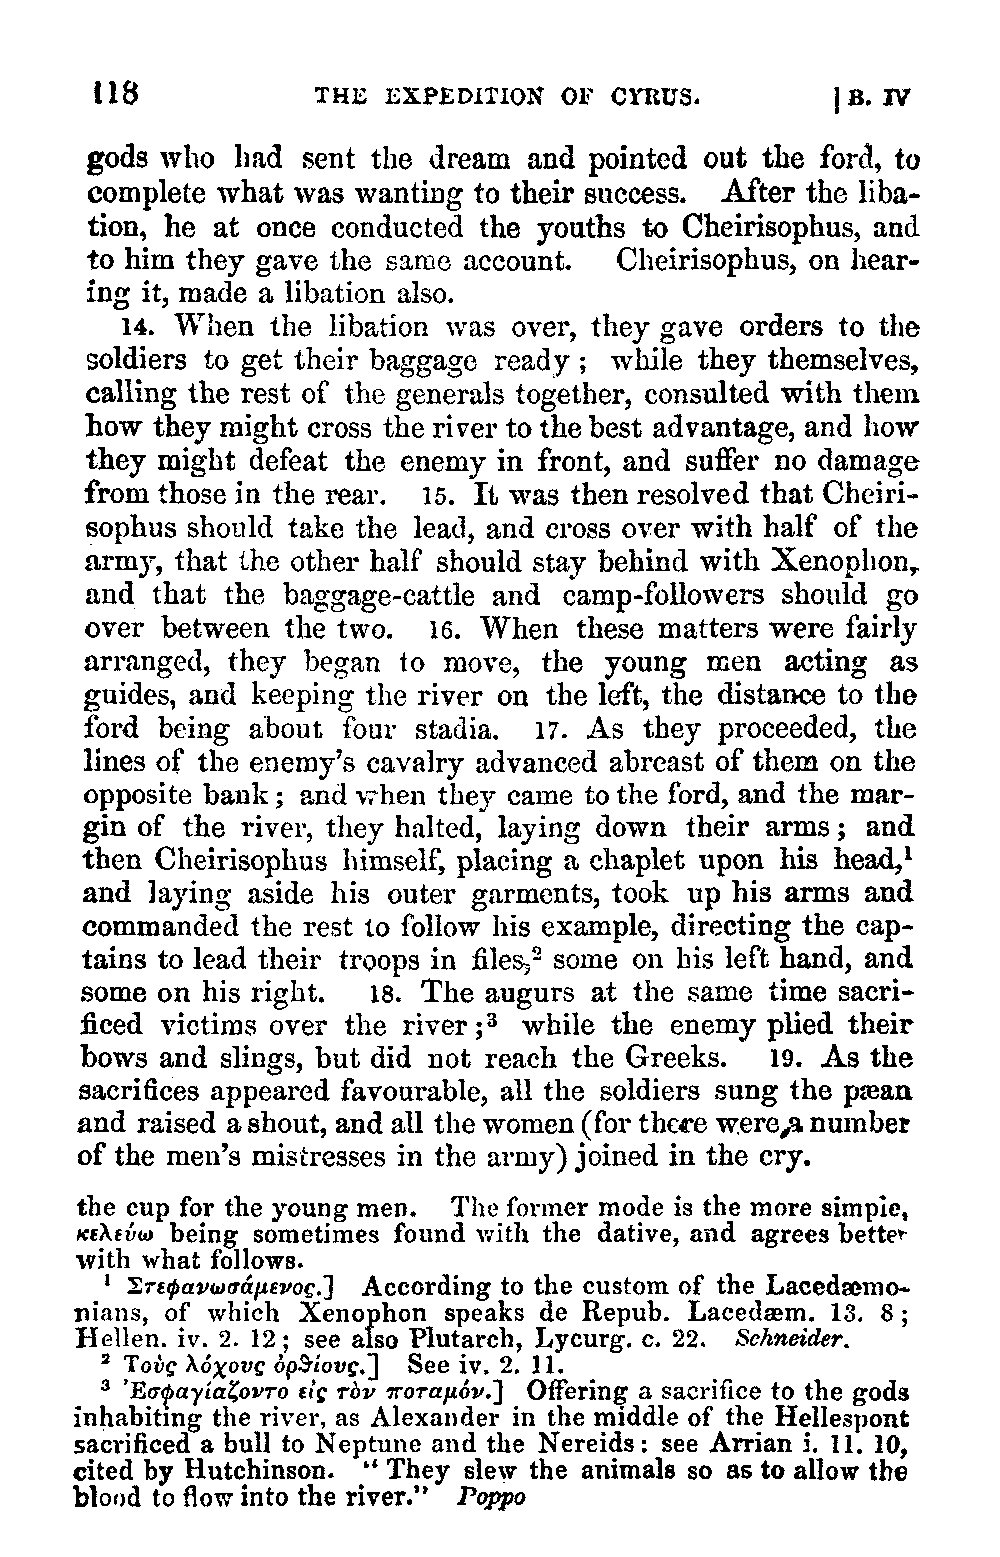 118 THE EXPEDITION OF CYRUS. | B. IV
gods who had sent the dream and pointed out the ford, to
complete what was wanting to their success. After the liba-
tion, he at once conducted the youths to Cheirisophus, and
to him they gave the same account. Cheirisophus, on hear-
ing it, made a libation also.
14. When the libation was over, they gave orders to the
soldiers to get their baggage ready ; while they themselves,
calling the rest of the generals together, consulted with them
how they might cross the river to the best advantage, and how
they might defeat the enemy in front, and suffer no damage
from those in the rear. 15. It was then resolved that Cheiri-
sophus should take the lead, and cross over with half of the
army, that the other half should stay behind with Xenophon,
and that the baggage-cattle and camp-followers should go
over between the two. 16. When these matters were fairly
arranged, they began to move, the young men acting as
guides, and keeping the river on the left, the distance to the
ford being about four stadia. 17. As they proceeded, the
lines of the enemy's cavalry advanced abreast of them on the
opposite bank ; and when they came to the ford, and the mar-
gin of the river, they halted, laying down their arms ; and
then Cheirisophus himself, placing a chaplet upon his head,¹
and laying aside his outer garments, took up his arms and
commanded the rest to follow his example, directing the cap-
tains to lead their troops in files,² some on his left hand, and
some on his right. 18. The augurs at the same time sacri-
ficed victims over the river ;³ while the enemy plied their
bows and slings, but did not reach the Greeks. 19. As the
sacrifices appeared favourable, all the soldiers sung the pæan
and raised a shout, and all the women (for there were a number
of the men's mistresses in the army) joined in the cry.
the cup for the young men. The former mode is the more simple,
κελεύω being sometimes found with the dative, and agrees better
with what follows.
¹ Στεφανωσάμενος.] According to the custom of the Lacedæmo-
nians, of which Xenophon speaks de Repub. Lacedæm. 13. 8 ;
Hellen. iv. 2. 12 ; see also Plutarch, Lycurg. c. 22. Schneider.
² Τοὺς λόχους ὀρθίους.] See iv. 2. 11.
³ Ἐσφαγίαζοντο εἰς τὸν ποταμόν.] Offering a sacrifice to the gods
inhabiting the river, as Alexander in the middle of the Hellespont
sacrificed a bull to Neptune and the Nereids : see Arrian i. 11. 10,
cited by Hutchinson. "They slew the animals so as to allow the
blood to flow into the river." Poppo